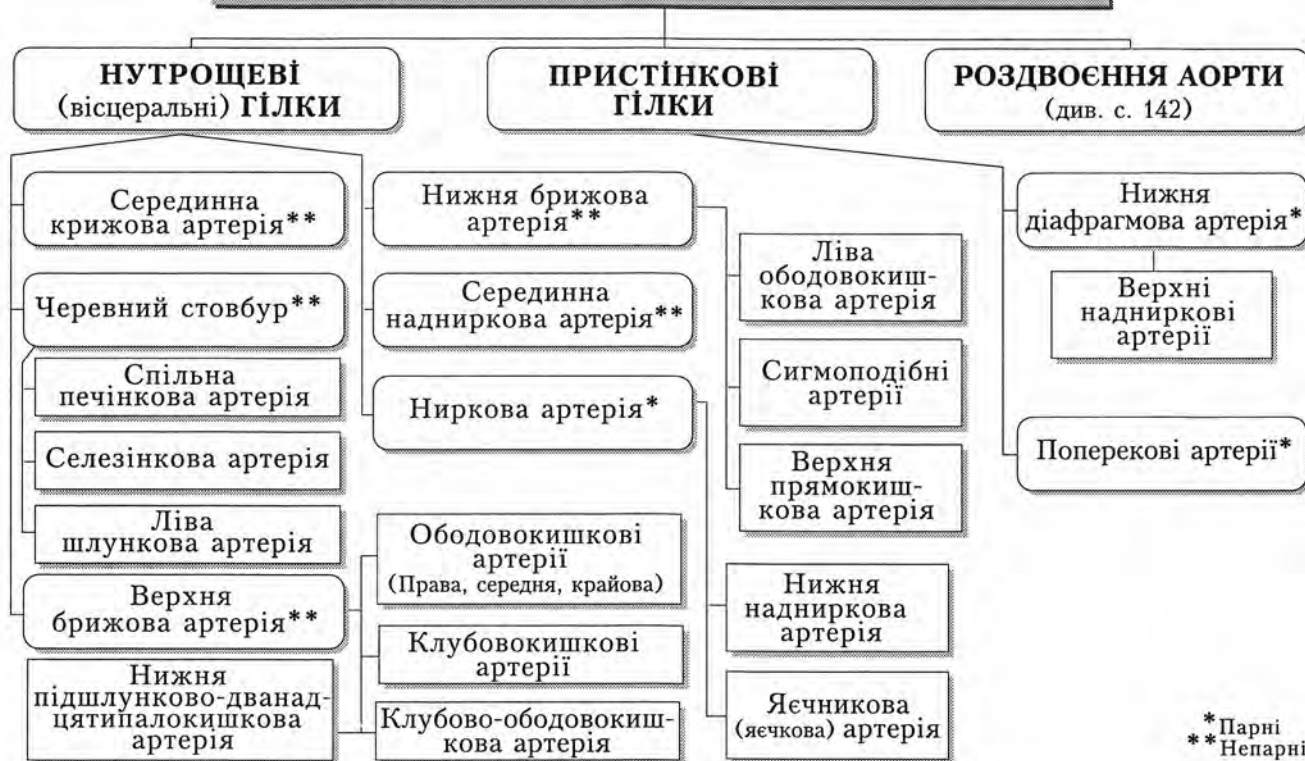 НУТРОЩЕВІ
(вісцеральні) ГІЛКИ
ПРИСТІНКОВІ
ГІЛКИ
РОЗДВОЄННЯ АОРТИ
(див. с. 142)
Серединна
крижова артерія**
Черевний стовбур**
Спільна
печінкова артерія
Селезінкова артерія
Ліва
шлункова артерія
Верхня
брижова артерія**
Нижня
підшлунково-дванад-
цятипалокишкова
артерія
Нижня брижова
артерія**
Серединна
надниркова артерія**
Ниркова артерія*
Ободовокишкові
артерії
(Права, середня, крайова)
Клубовокишкові
артерії
Клубово-ободовокиш-
кова артерія
Ліва
ободовокиш-
кова артерія
Сигмоподібні
артерії
Верхня
прямокиш-
кова артерія
Нижня
надниркова
артерія
Яєчникова
(яєчкова) артерія
Нижня
діафрагмова артерія*
Верхні
надниркові
артерії
Поперекові артерії*
*Парні
**Непарні